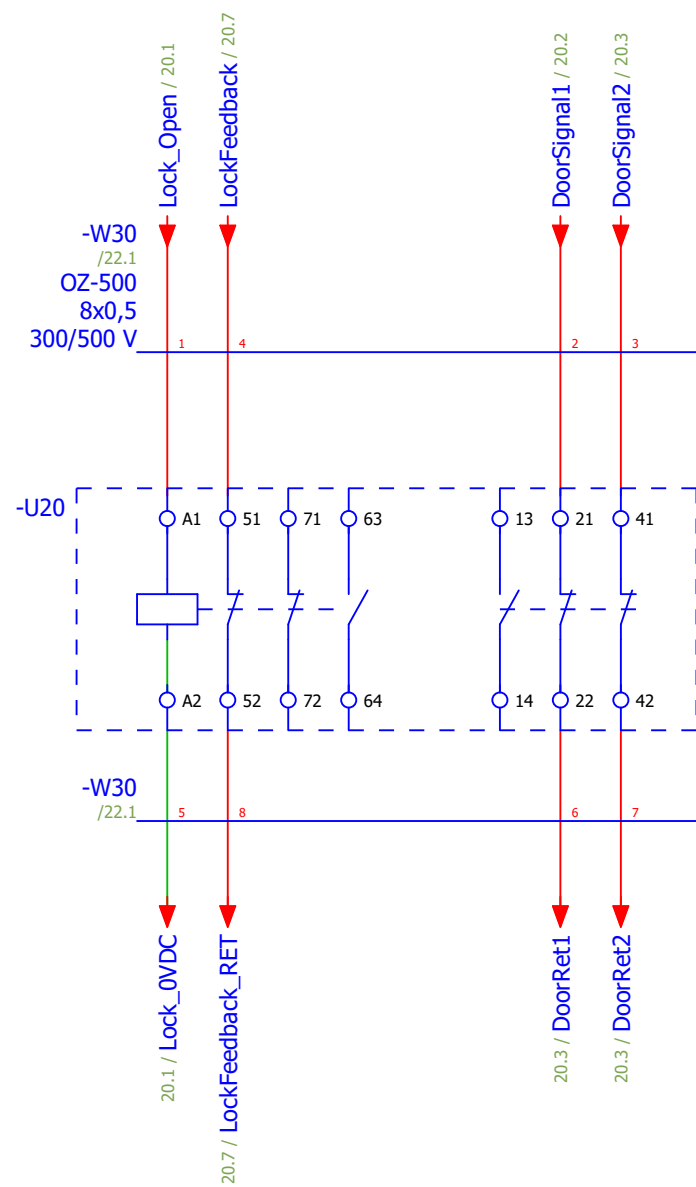 Lock_Open / 20.1
LockFeedback / 20.7
DoorSignal1 / 20.2
DoorSignal2 / 20.3
-W30
/22.1
OZ-500
8x0,5
300/500 V
1 4 2 3
-U20
A1 51 71 63 13 21 41
A2 52 72 64 14 22 42
-W30
/22.1
5 8 6 7
20.1 / Lock_0VDC
20.7 / LockFeedback_RET
20.3 / DoorRet1
20.3 / DoorRet2